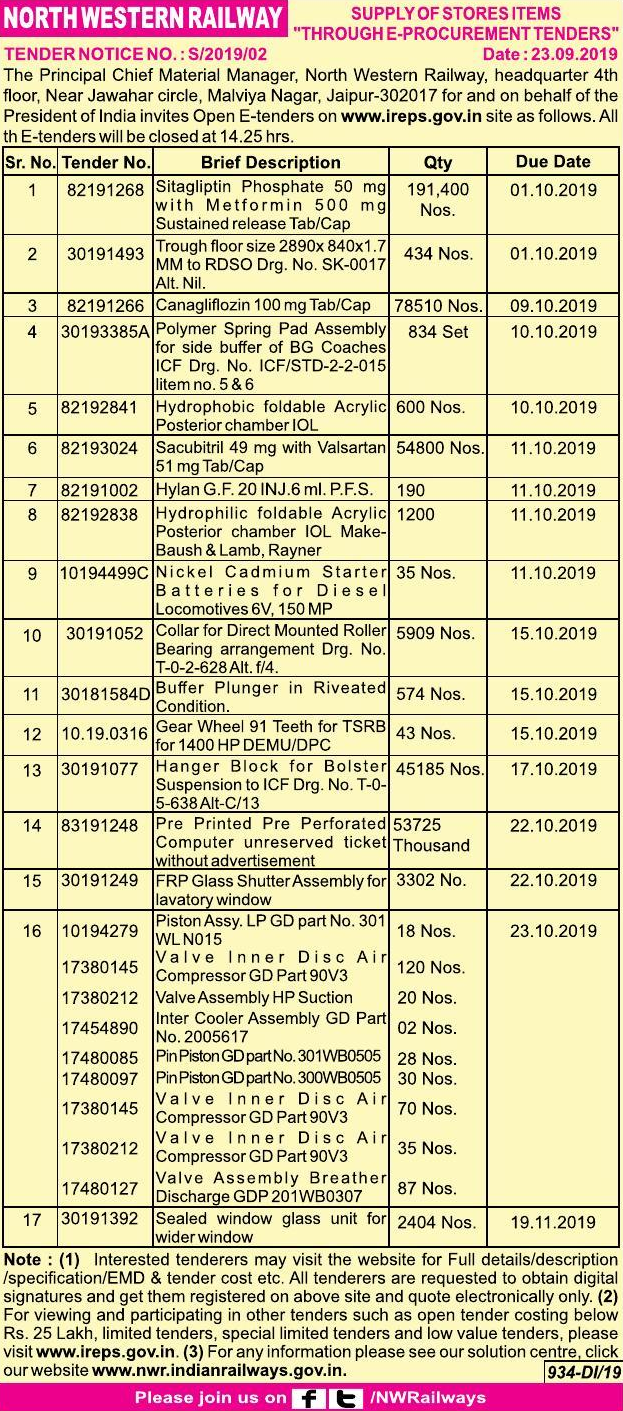 NORTH WESTERN RAILWAY
SUPPLY OF STORES ITEMS
"THROUGH E-PROCUREMENT TENDERS"
TENDER NOTICE NO. : S/2019/02 Date : 23.09.2019
The Principal Chief Material Manager, North Western Railway, headquarter 4th
floor, Near Jawahar circle, Malviya Nagar, Jaipur-302017 for and on behalf of the
President of India invites Open E-tenders on www.ireps.gov.in site as follows. All
th E-tenders will be closed at 14.25 hrs.
Sr. No. Tender No. Brief Description Qty Due Date
1 82191268 Sitagliptin Phosphate 50 mg 191,400 01.10.2019
with Metformin 500 mg Nos.
Sustained release Tab/Cap
2 30191493 Trough floor size 2890x 840x1.7 434 Nos. 01.10.2019
MM to RDSO Drg. No. SK-0017
Alt. Nil.
3 82191266 Canagliflozin 100 mg Tab/Cap 78510 Nos. 09.10.2019
4 30193385A Polymer Spring Pad Assembly 834 Set 10.10.2019
for side buffer of BG Coaches
ICF Drg. No. ICF/STD-2-2-015
litem no. 5 & 6
5 82192841 Hydrophobic foldable Acrylic 600 Nos. 10.10.2019
Posterior chamber IOL
6 82193024 Sacubitril 49 mg with Valsartan 54800 Nos. 11.10.2019
51 mg Tab/Cap
7 82191002 Hylan G.F. 20 INJ.6 ml. P.F.S. 190 11.10.2019
8 82192838 Hydrophilic foldable Acrylic 1200 11.10.2019
Posterior chamber IOL Make-
Baush & Lamb, Rayner
9 10194499C Nickel Cadmium Starter 35 Nos. 11.10.2019
Batteries for Diesel
Locomotives 6V, 150 MP
10 30191052 Collar for Direct Mounted Roller 5909 Nos. 15.10.2019
Bearing arrangement Drg. No.
T-0-2-628 Alt. f/4.
11 30181584D Buffer Plunger in Riveated 574 Nos. 15.10.2019
Condition.
12 10.19.0316 Gear Wheel 91 Teeth for TSRB 43 Nos. 15.10.2019
for 1400 HP DEMU/DPC
13 30191077 Hanger Block for Bolster 45185 Nos. 17.10.2019
Suspension to ICF Drg. No. T-0-
5-638 Alt-C/13
14 83191248 Pre Printed Pre Perforated 53725 22.10.2019
Computer unreserved ticket Thousand
without advertisement
15 30191249 FRP Glass Shutter Assembly for 3302 No. 22.10.2019
lavatory window
16 10194279 Piston Assy. LP GD part No. 301 18 Nos. 23.10.2019
WL N015
17380145 Valve Inner Disc Air 120 Nos.
Compressor GD Part 90V3
17380212 Valve Assembly HP Suction 20 Nos.
17454890 Inter Cooler Assembly GD Part 02 Nos.
No. 2005617
17480085 Pin Piston GD part No. 301WB0505 28 Nos.
17480097 Pin Piston GD part No. 300WB0505 30 Nos.
17380145 Valve Inner Disc Air 70 Nos.
Compressor GD Part 90V3
17380212 Valve Inner Disc Air 35 Nos.
Compressor GD Part 90V3
17480127 Valve Assembly Breather 87 Nos.
Discharge GDP 201WB0307
17 30191392 Sealed window glass unit for 2404 Nos. 19.11.2019
wider window
Note : (1) Interested tenderers may visit the website for Full details/description
/specification/EMD & tender cost etc. All tenderers are requested to obtain digital
signatures and get them registered on above site and quote electronically only. (2)
For viewing and participating in other tenders such as open tender costing below
Rs. 25 Lakh, limited tenders, special limited tenders and low value tenders, please
visit www.ireps.gov.in. (3) For any information please see our solution centre, click
our website www.nwr.indianrailways.gov.in. 934-DI/19
Please join us on f t /NWRailways